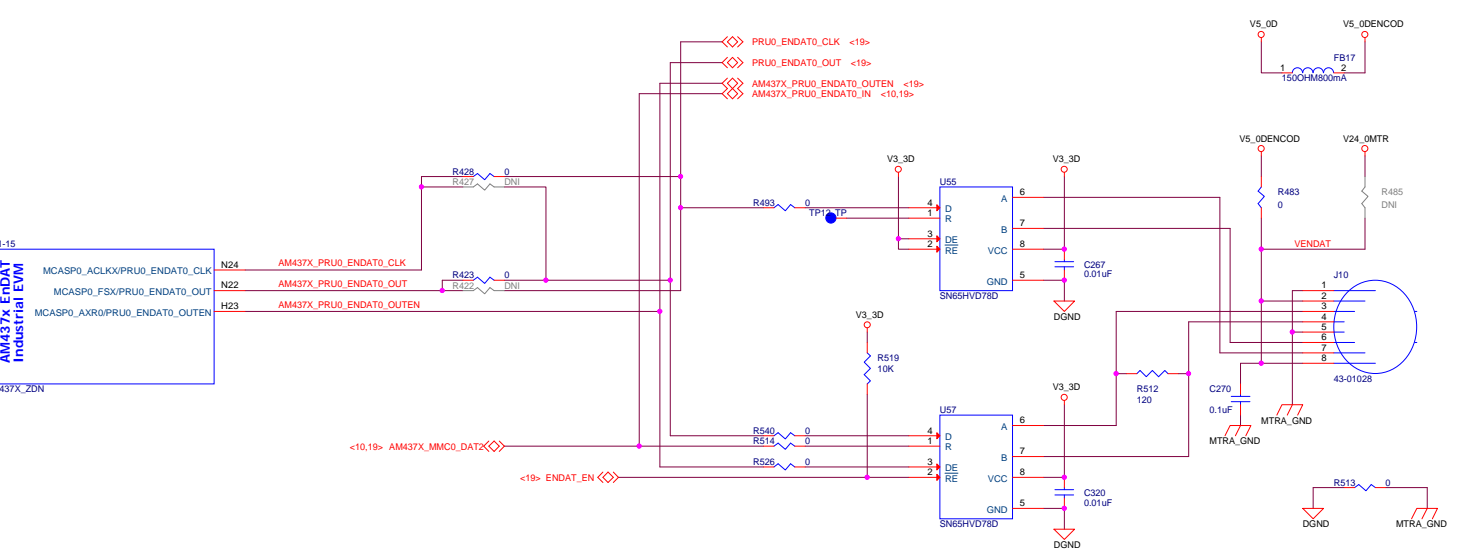 V5_0D V5_0DENCOD
PRU0_ENDAT0_CLK <19>
FB17
PRU0_ENDAT0_OUT <19>
1 2
150OHM800mA
AM437X_PRU0_ENDAT0_OUTEN <19>
AM437X_PRU0_ENDAT0_IN <10,19>
V5_0DENCOD V24_0MTR
V3_3D V3_3D
R428 0
R427 DNI
U55
R483
0
R485
DNI
R493 0
TP12 TP
4 D
1 R
3 DE
2 RE
A 6
B 7
VCC 8
GND 5
SN65HVD78D
C267
0.01uF
DGND
VENDAT
-15
AM437x EnDAT
Industrial EVM
MCASP0_ACLKX/PRU0_ENDAT0_CLK N24 AM437X_PRU0_ENDAT0_CLK
MCASP0_FSX/PRU0_ENDAT0_OUT N22 AM437X_PRU0_ENDAT0_OUT
MCASP0_AXR0/PRU0_ENDAT0_OUTEN H23 AM437X_PRU0_ENDAT0_OUTEN
R423 0
R422 DNI
437X_ZDN
J10
1
2
3
4
5
6
7
8
43-01028
V3_3D
R519
10K
R512
120
C270
0.1uF
MTRA_GND
MTRA_GND
V3_3D
U57
<10,19> AM437X_MMC0_DAT2
R540 0
R514 0
R526 0
<19> ENDAT_EN
4 D
1 R
3 DE
2 RE
A 6
B 7
VCC 8
GND 5
SN65HVD78D
C320
0.01uF
DGND
R513 0
DGND MTRA_GND